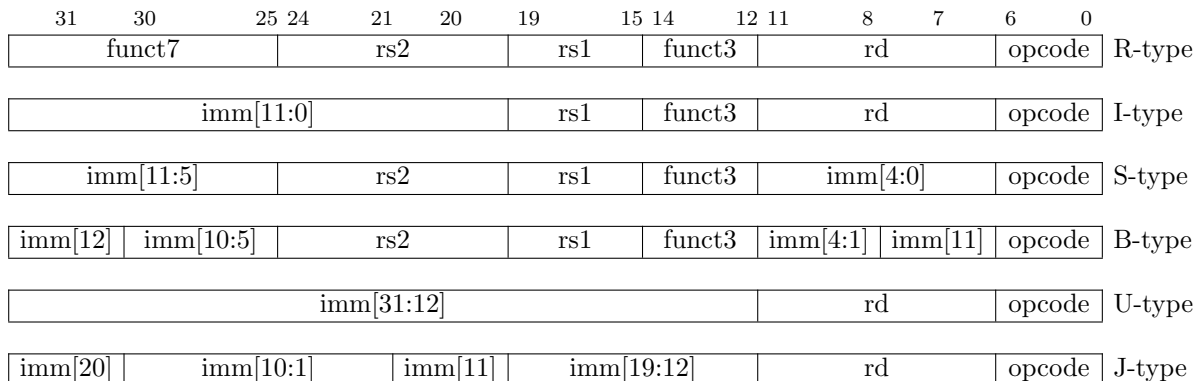 31 30 25 24 21 20 19 15 14 12 11 8 7 6 0
funct7 rs2 rs1 funct3 rd opcode R-type
imm[11:0] rs1 funct3 rd opcode I-type
imm[11:5] rs2 rs1 funct3 imm[4:0] opcode S-type
imm[12] imm[10:5] rs2 rs1 funct3 imm[4:1] imm[11] opcode B-type
imm[31:12] rd opcode U-type
imm[20] imm[10:1] imm[11] imm[19:12] rd opcode J-type